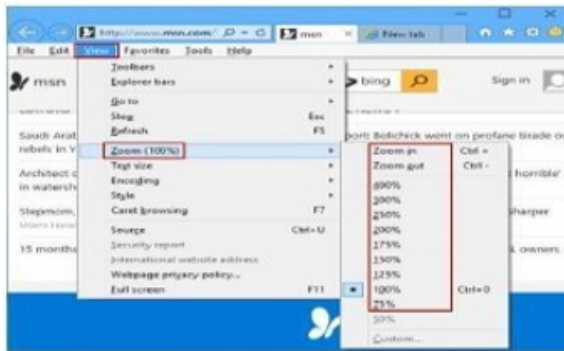 http://www.msn.com/
msn
New tab
File Edit View Favorites Tools Help
msn
bing
Sign in
Toolbars
Explorer bars
Go to
Stop Esc
Refresh F5
Zoom (100%)
Text size
Encoding
Style
Caret browsing F7
Source Ctrl+U
Security report
International website address
Webpage privacy policy...
Full screen F11
Zoom in Ctrl +
Zoom out Ctrl -
400%
300%
250%
200%
175%
150%
125%
100% Ctrl+0
75%
50%
Custom...
Saudi Arat
rebels in Y
port: Belichick went on profane tirade ov
Architect c
in watersh
horrible'
Stepmom,
Sharper
15 months
owners